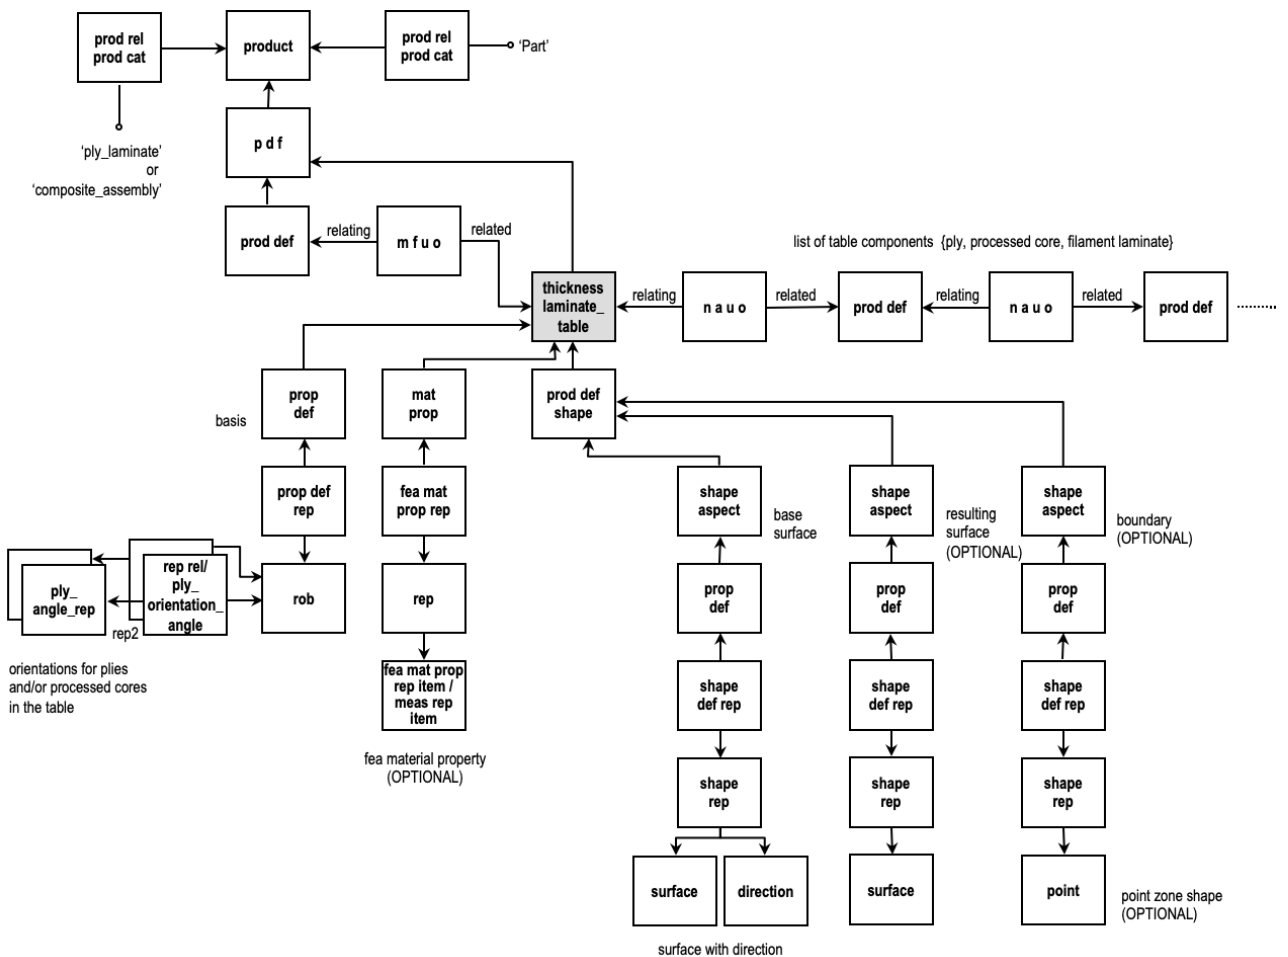 prod rel
prod cat
product
prod rel
prod cat
‘Part’
p d f
‘ply_laminate’
or
‘composite_assembly’
prod def
relating
m f u o
related
list of table components {ply, processed core, filament laminate}
thickness
laminate_
table
relating
n a u o
related
prod def
relating
n a u o
related
prod def
basis
prop
def
mat
prop
prod def
shape
prop def
rep
fea mat
prop rep
shape
aspect
base
surface
shape
aspect
resulting
surface
(OPTIONAL)
shape
aspect
boundary
(OPTIONAL)
ply_
angle_rep
rep2
rep rel/
ply_
orientation_
angle
rob
rep
prop
def
prop
def
prop
def
orientations for plies
and/or processed cores
in the table
fea mat prop
rep item /
meas rep
item
fea material property
(OPTIONAL)
shape
def rep
shape
def rep
shape
def rep
shape
rep
shape
rep
shape
rep
surface
direction
surface
point
point zone shape
(OPTIONAL)
surface with direction